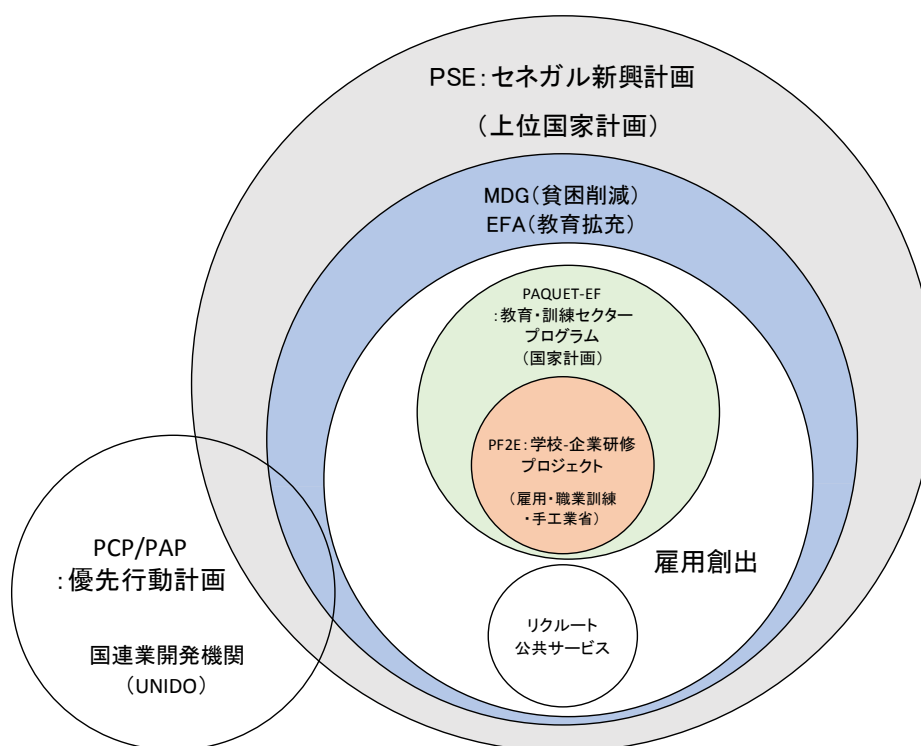 PSE：セネガル新興計画
（上位国家計画）
MDG（貧困削減）
EFA（教育拡充）
PAQUET-EF
：教育・訓練セクター
プログラム
（国家計画）
PF2E：学校-企業研修
プロジェクト
（雇用・職業訓練
・手工業省）
雇用創出
PCP/PAP
：優先行動計画
国連業開発機関
（UNIDO）
リクルート
公共サービス